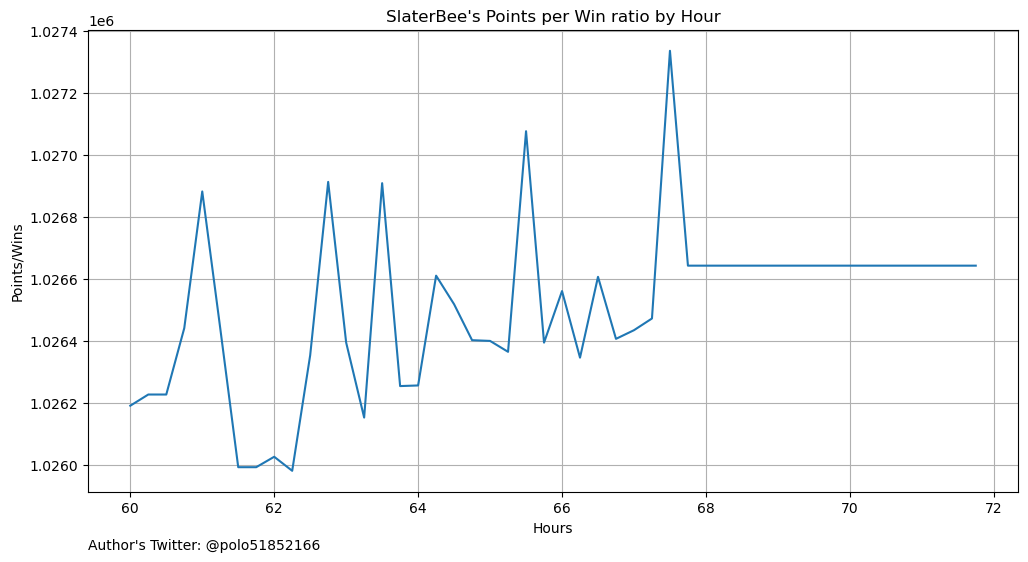 SlaterBee's Points per Win ratio by Hour
1e6
1.0274
1.0272
1.0270
1.0268
1.0266
1.0264
1.0262
1.0260
Points/Wins
60 62 64 66 68 70 72
Hours
Author's Twitter: @polo51852166